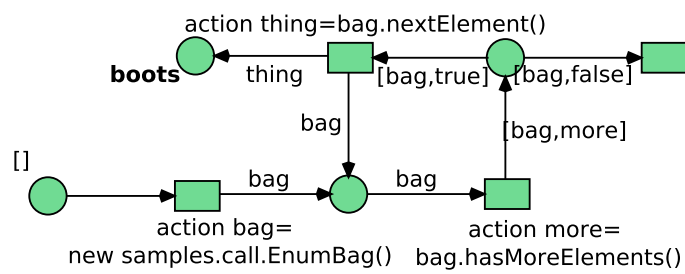 action thing=bag.nextElement()
boots
thing
[bag,true]
[bag,false]
bag
[bag,more]
[]
bag
bag
action bag=
new samples.call.EnumBag()
action more=
bag.hasMoreElements()